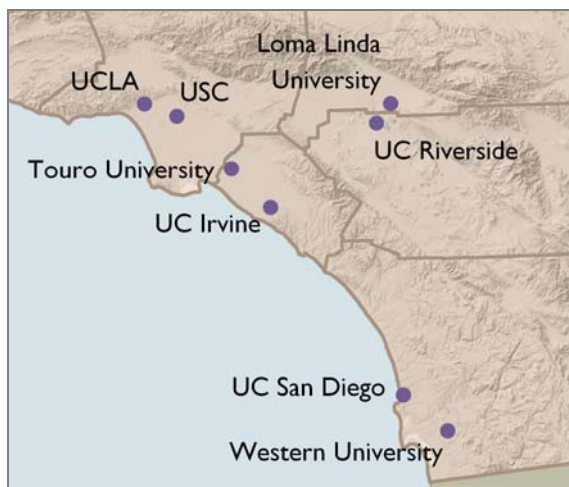 Loma Linda
University
UCLA
USC
UC Riverside
Touro University
UC Irvine
UC San Diego
Western University